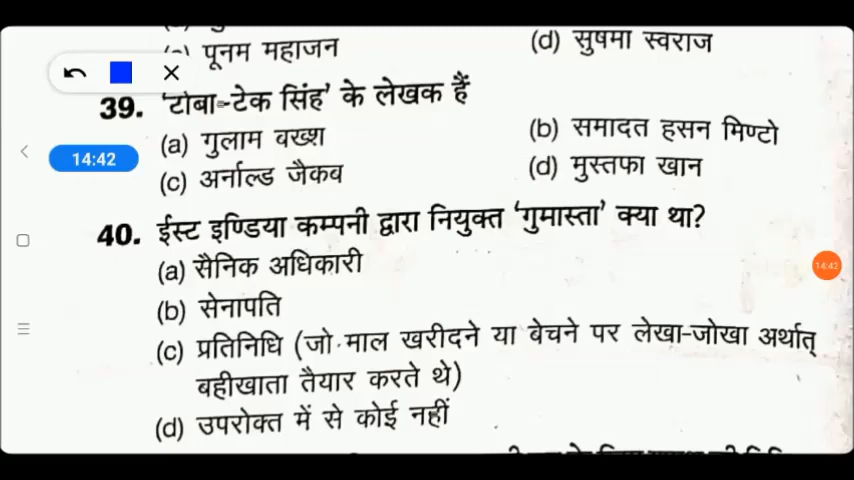 (c) पूनम महाजन
(d) सुषमा स्वराज
39. 'टोबा-टेक सिंह' के लेखक हैं
(a) गुलाम वख्श
(b) समादत हसन मिण्टो
(c) अर्नाल्ड जैकब
(d) मुस्तफा खान
14:42
40. ईस्ट इण्डिया कम्पनी द्वारा नियुक्त 'गुमास्ता' क्या था?
(a) सैनिक अधिकारी
14:42
(b) सेनापति
(c) प्रतिनिधि (जो माल खरीदने या बेचने पर लेखा-जोखा अर्थात्
बहीखाता तैयार करते थे)
(d) उपरोक्त में से कोई नहीं